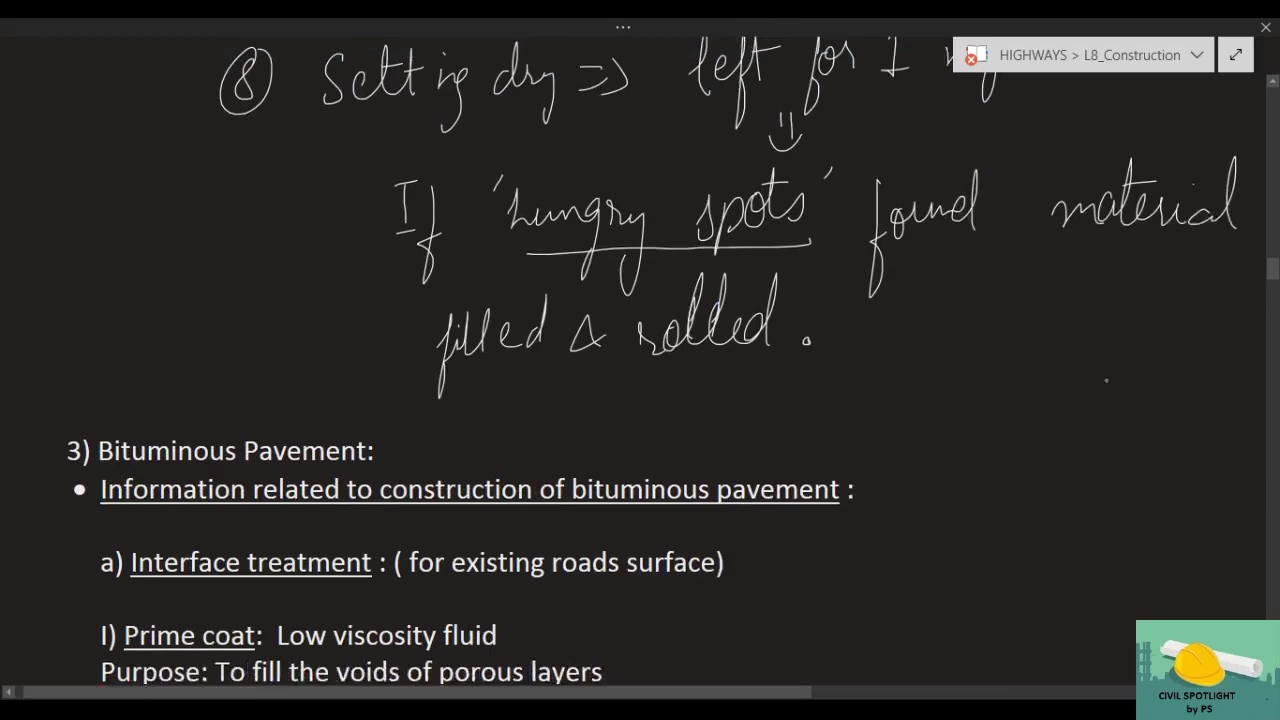 ...
HIGHWAYS > L8_Construction
⑧ Setting dry => left for 1
If 'hungry spots' found material
filled & rolled.
3) Bituminous Pavement:
• Information related to construction of bituminous pavement :
a) Interface treatment : ( for existing roads surface)
I) Prime coat: Low viscosity fluid
Purpose: To fill the voids of porous layers
CIVIL SPOTLIGHT
by PS